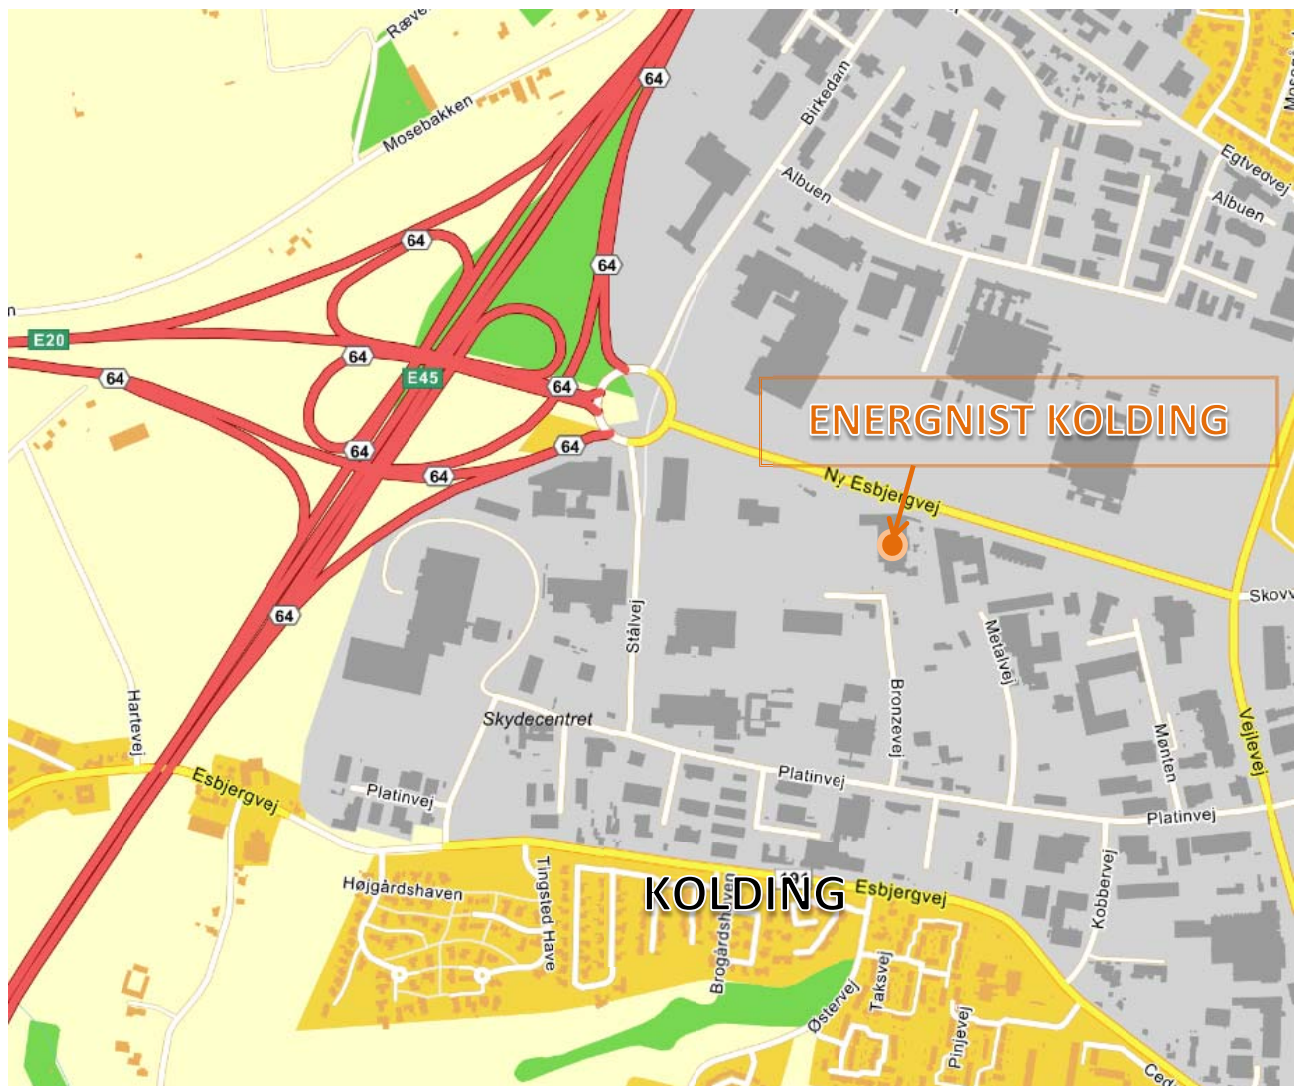 Mosebakken
Birkedam
Egtvedvej
Albuen
Albuen
64
64
64
E20
64
E45
64
64
64
64
64
64
ENERGNIST KOLDING
Ny Esbjergvej
Stålvej
Metalvej
Bronzevej
Hartevej
Skydecentret
Mønten
Vejlevej
Platinvej
Platinvej
Platinvej
Esbjergvej
Højgårdshaven
Tingsted Have
KOLDING
Brogårdshaven
Esbjergvej
Kobbervej
Østervej
Taksvej
Pinjevej